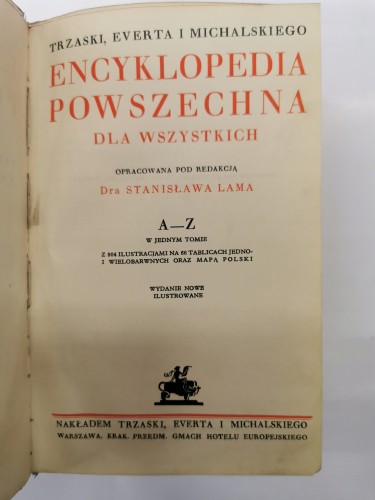 TRZASKI, EVERTA I MICHALSKIEGO
ENCYKLOPEDIA
POWSZECHNA
DLA WSZYSTKICH
OPRACOWANA POD REDAKCJĄ
Dra STANISŁAWA LAMA
A—Z
W JEDNYM TOMIE
Z 904 ILUSTRACJAMI NA 68 TABLICACH JEDNO-
I WIELOBARWNYCH ORAZ MAPĄ POLSKI
WYDANIE NOWE
ILUSTROWANE
NAKŁADEM TRZASKI, EVERTA I MICHALSKIEGO
WARSZAWA, KRAK. PRZEDM. GMACH HOTELU EUROPEJSKIEGO